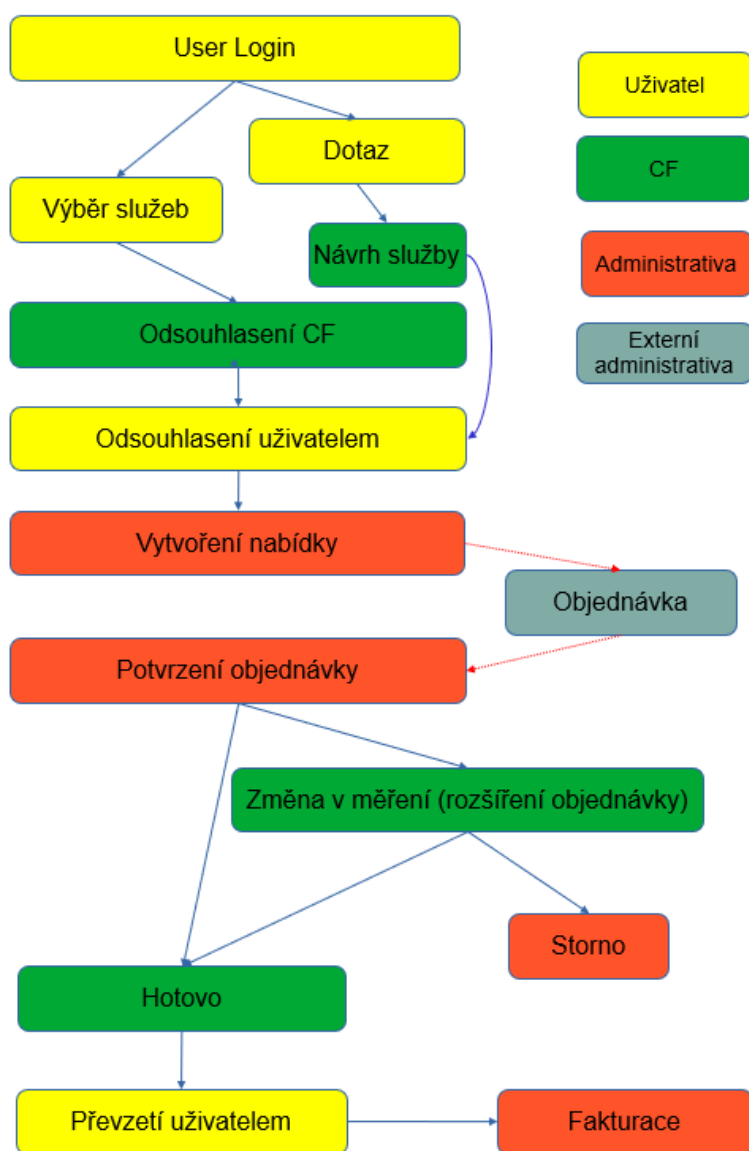 User Login
Uživatel
Dotaz
CF
Výběr služeb
Návrh služby
Administrativa
Odsouhlasení CF
Externí
administrativa
Odsouhlasení uživatelem
Vytvoření nabídky
Objednávka
Potvrzení objednávky
Změna v měření (rozšíření objednávky)
Storno
Hotovo
Převzetí uživatelem
Fakturace